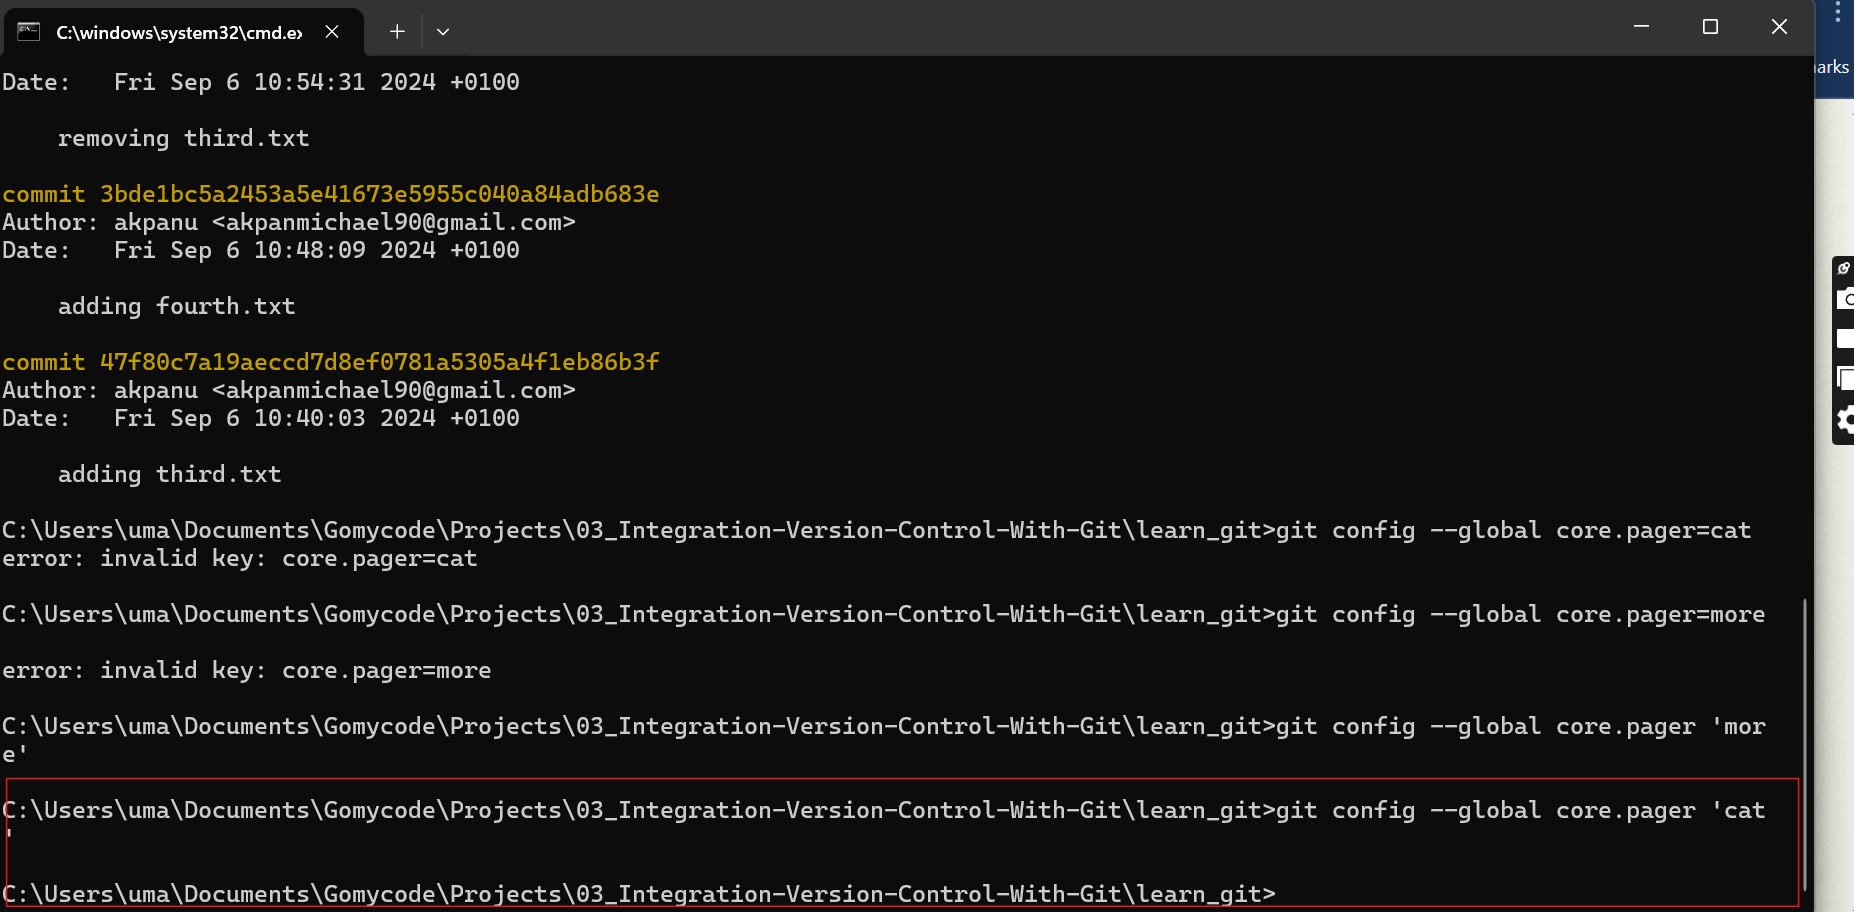 C:\windows\system32\cmd.ex
arks
Date:   Fri Sep 6 10:54:31 2024 +0100
removing third.txt
commit 3bde1bc5a2453a5e41673e5955c040a84adb683e
Author: akpanu <akpanmichael90@gmail.com>
Date:   Fri Sep 6 10:48:09 2024 +0100
adding fourth.txt
commit 47f80c7a19aeccd7d8ef0781a5305a4f1eb86b3f
Author: akpanu <akpanmichael90@gmail.com>
Date:   Fri Sep 6 10:40:03 2024 +0100
adding third.txt
C:\Users\uma\Documents\Gomycode\Projects\03_Integration-Version-Control-With-Git\learn_git>git config --global core.pager=cat
error: invalid key: core.pager=cat
C:\Users\uma\Documents\Gomycode\Projects\03_Integration-Version-Control-With-Git\learn_git>git config --global core.pager=more
error: invalid key: core.pager=more
C:\Users\uma\Documents\Gomycode\Projects\03_Integration-Version-Control-With-Git\learn_git>git config --global core.pager 'mor
e'
C:\Users\uma\Documents\Gomycode\Projects\03_Integration-Version-Control-With-Git\learn_git>git config --global core.pager 'cat
'
C:\Users\uma\Documents\Gomycode\Projects\03_Integration-Version-Control-With-Git\learn_git>